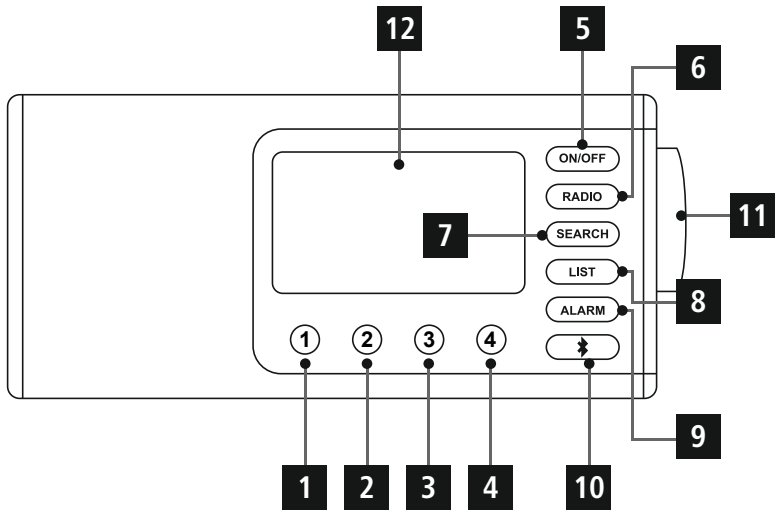 12
5
6
ON/OFF
RADIO
11
7
SEARCH
LIST
8
ALARM
1 2 3 4
9
1 2 3 4 10